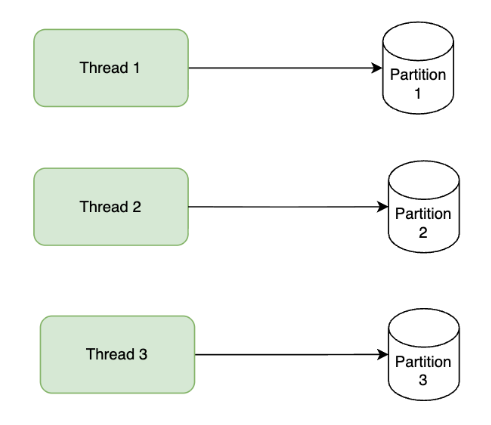 Thread 1
Partition
1
Thread 2
Partition
2
Thread 3
Partition
3